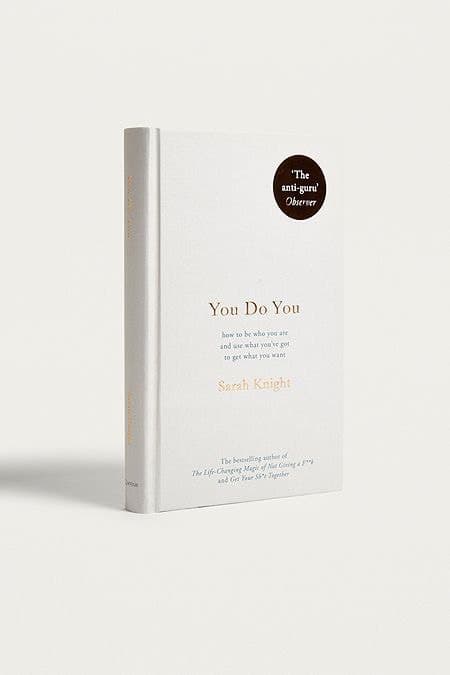 'The
anti-guru'
Observer
You Do You
how to be who you are
and use what you've got
to get what you want
Sarah Knight
The bestselling author of
The Life-Changing Magic of Not Giving a F**k
and Get Your Sh*t Together